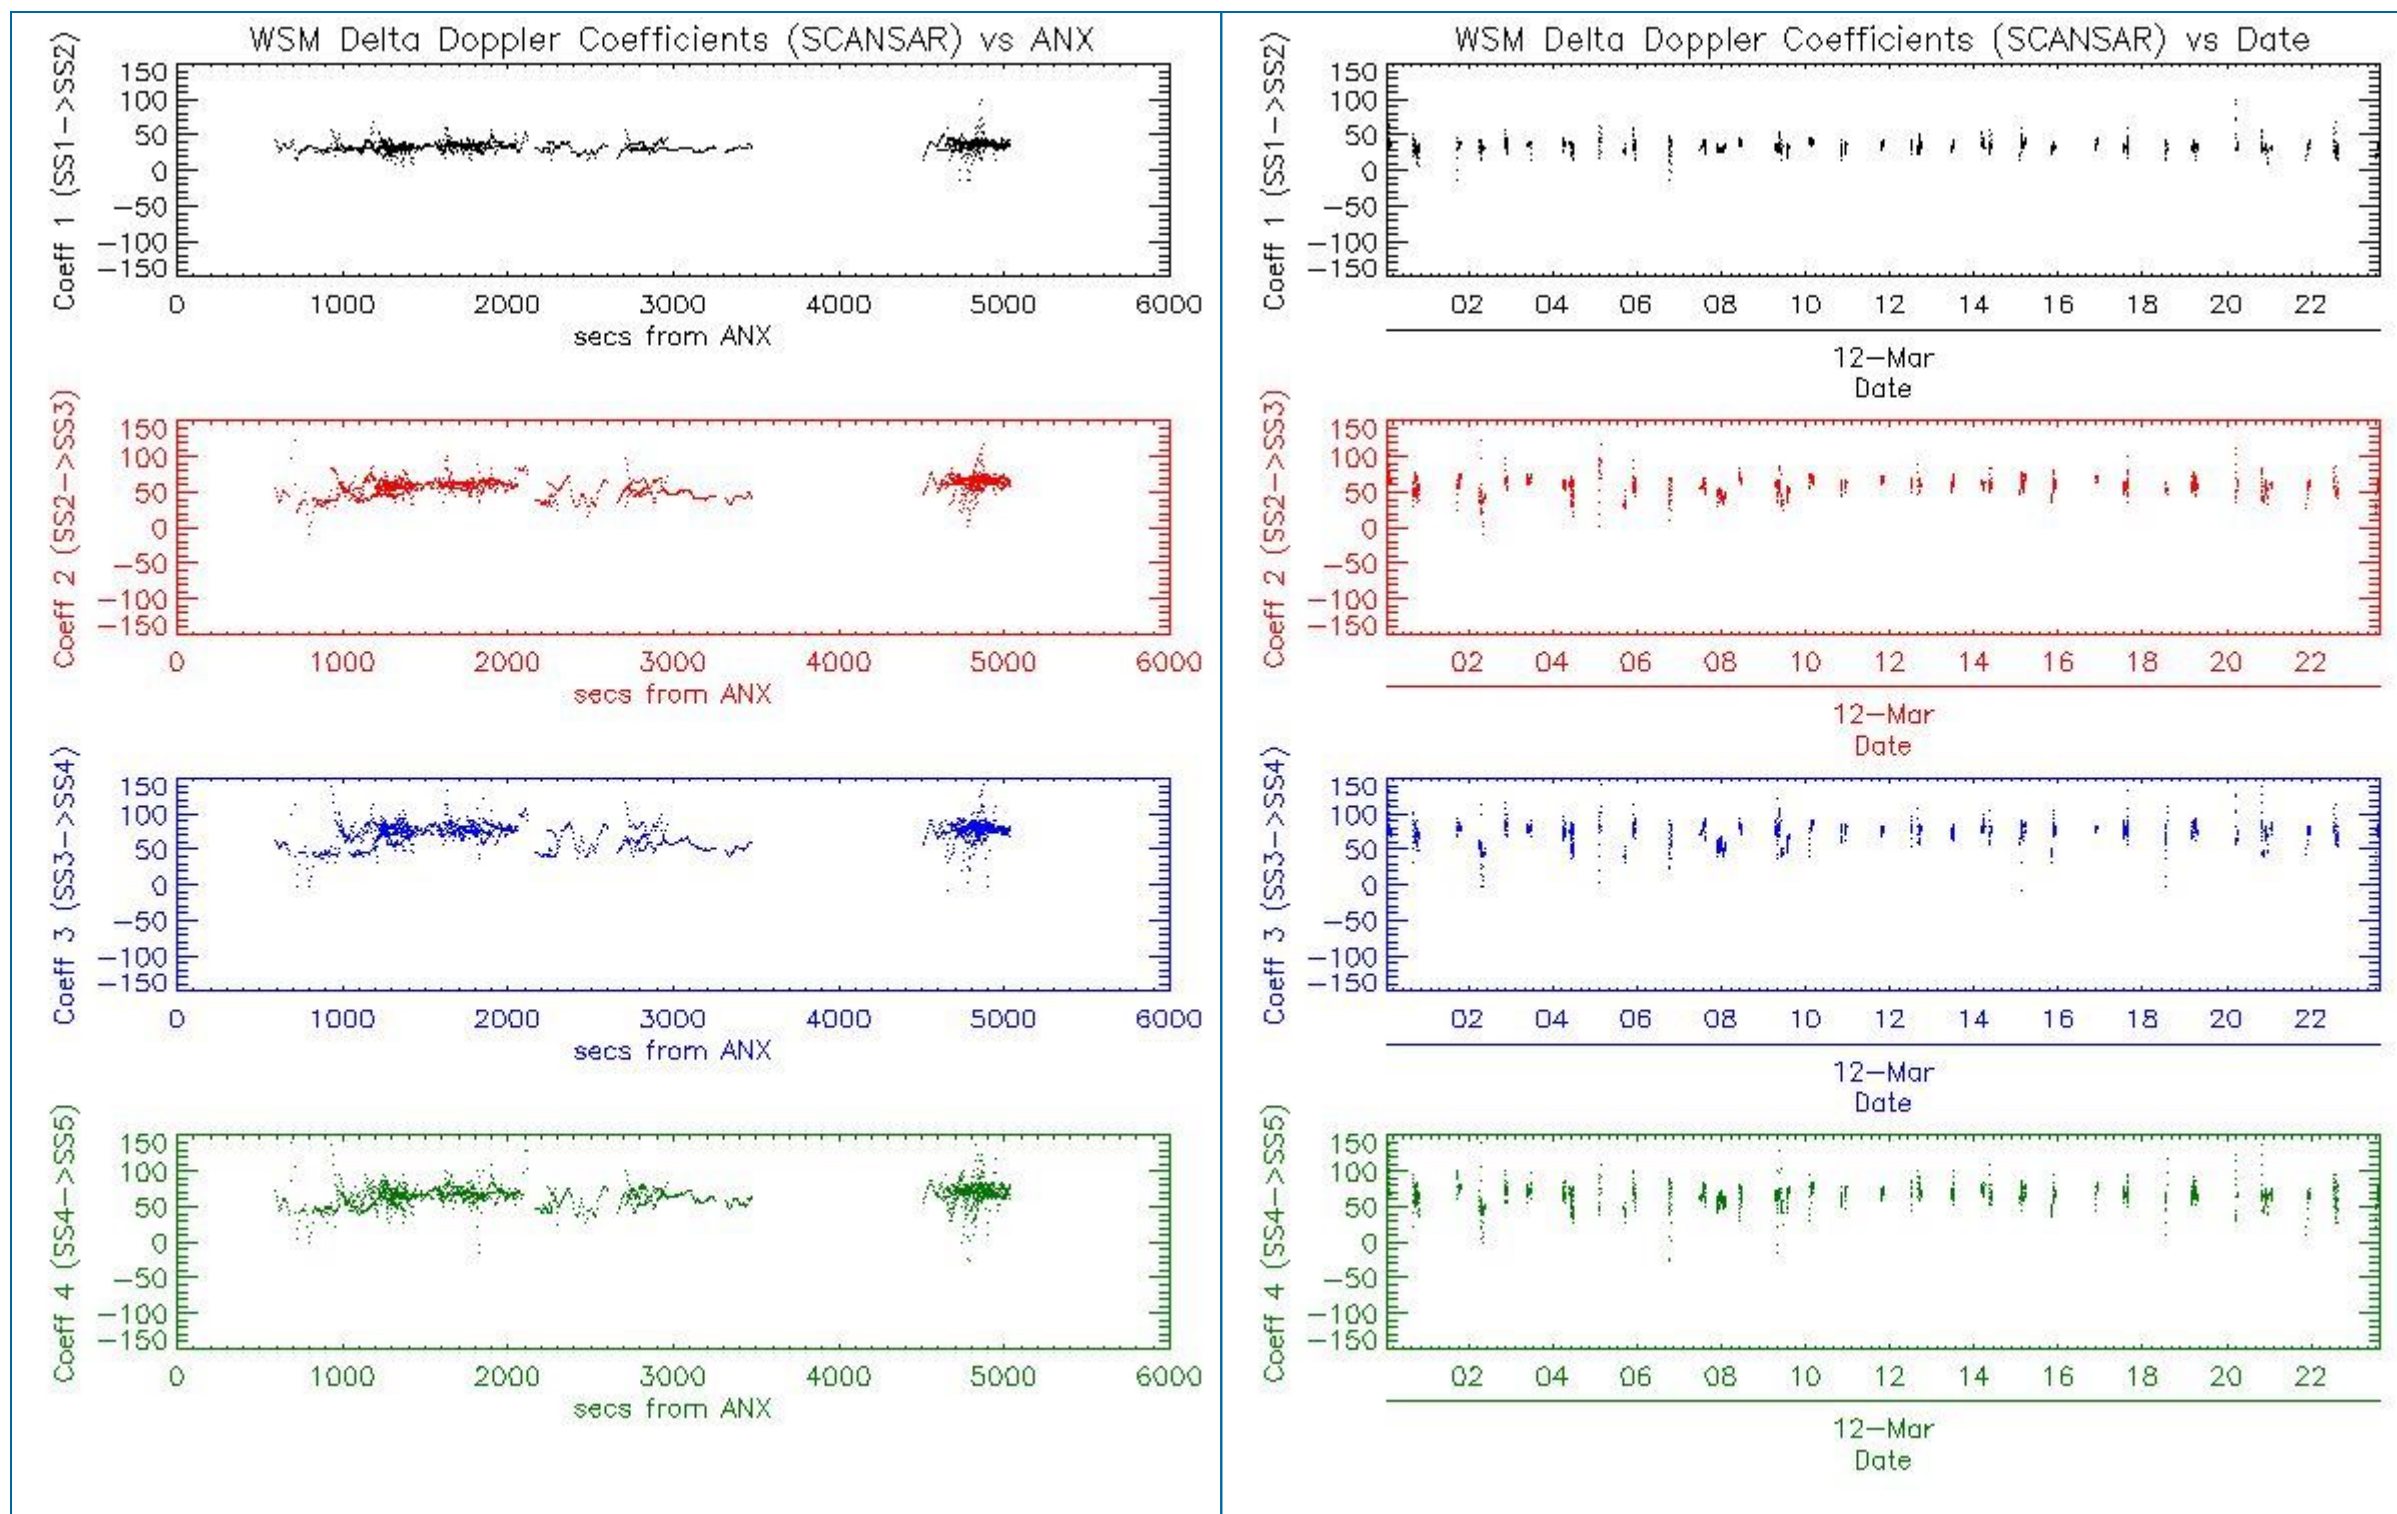 WSM Delta Doppler Coefficients (SCANSAR) vs ANX
Coeff 1 (SS1->SS2)
150
100
50
0
-50
-100
-150
0 1000 2000 3000 4000 5000 6000
secs from ANX
Coeff 2 (SS2->SS3)
150
100
50
0
-50
-100
-150
0 1000 2000 3000 4000 5000 6000
secs from ANX
Coeff 3 (SS3->SS4)
150
100
50
0
-50
-100
-150
0 1000 2000 3000 4000 5000 6000
secs from ANX
Coeff 4 (SS4->SS5)
150
100
50
0
-50
-100
-150
0 1000 2000 3000 4000 5000 6000
secs from ANX
WSM Delta Doppler Coefficients (SCANSAR) vs Date
Coeff 1 (SS1->SS2)
150
100
50
0
-50
-100
-150
02 04 06 08 10 12 14 16 18 20 22
12-Mar
Date
Coeff 2 (SS2->SS3)
150
100
50
0
-50
-100
-150
02 04 06 08 10 12 14 16 18 20 22
12-Mar
Date
Coeff 3 (SS3->SS4)
150
100
50
0
-50
-100
-150
02 04 06 08 10 12 14 16 18 20 22
12-Mar
Date
Coeff 4 (SS4->SS5)
150
100
50
0
-50
-100
-150
02 04 06 08 10 12 14 16 18 20 22
12-Mar
Date